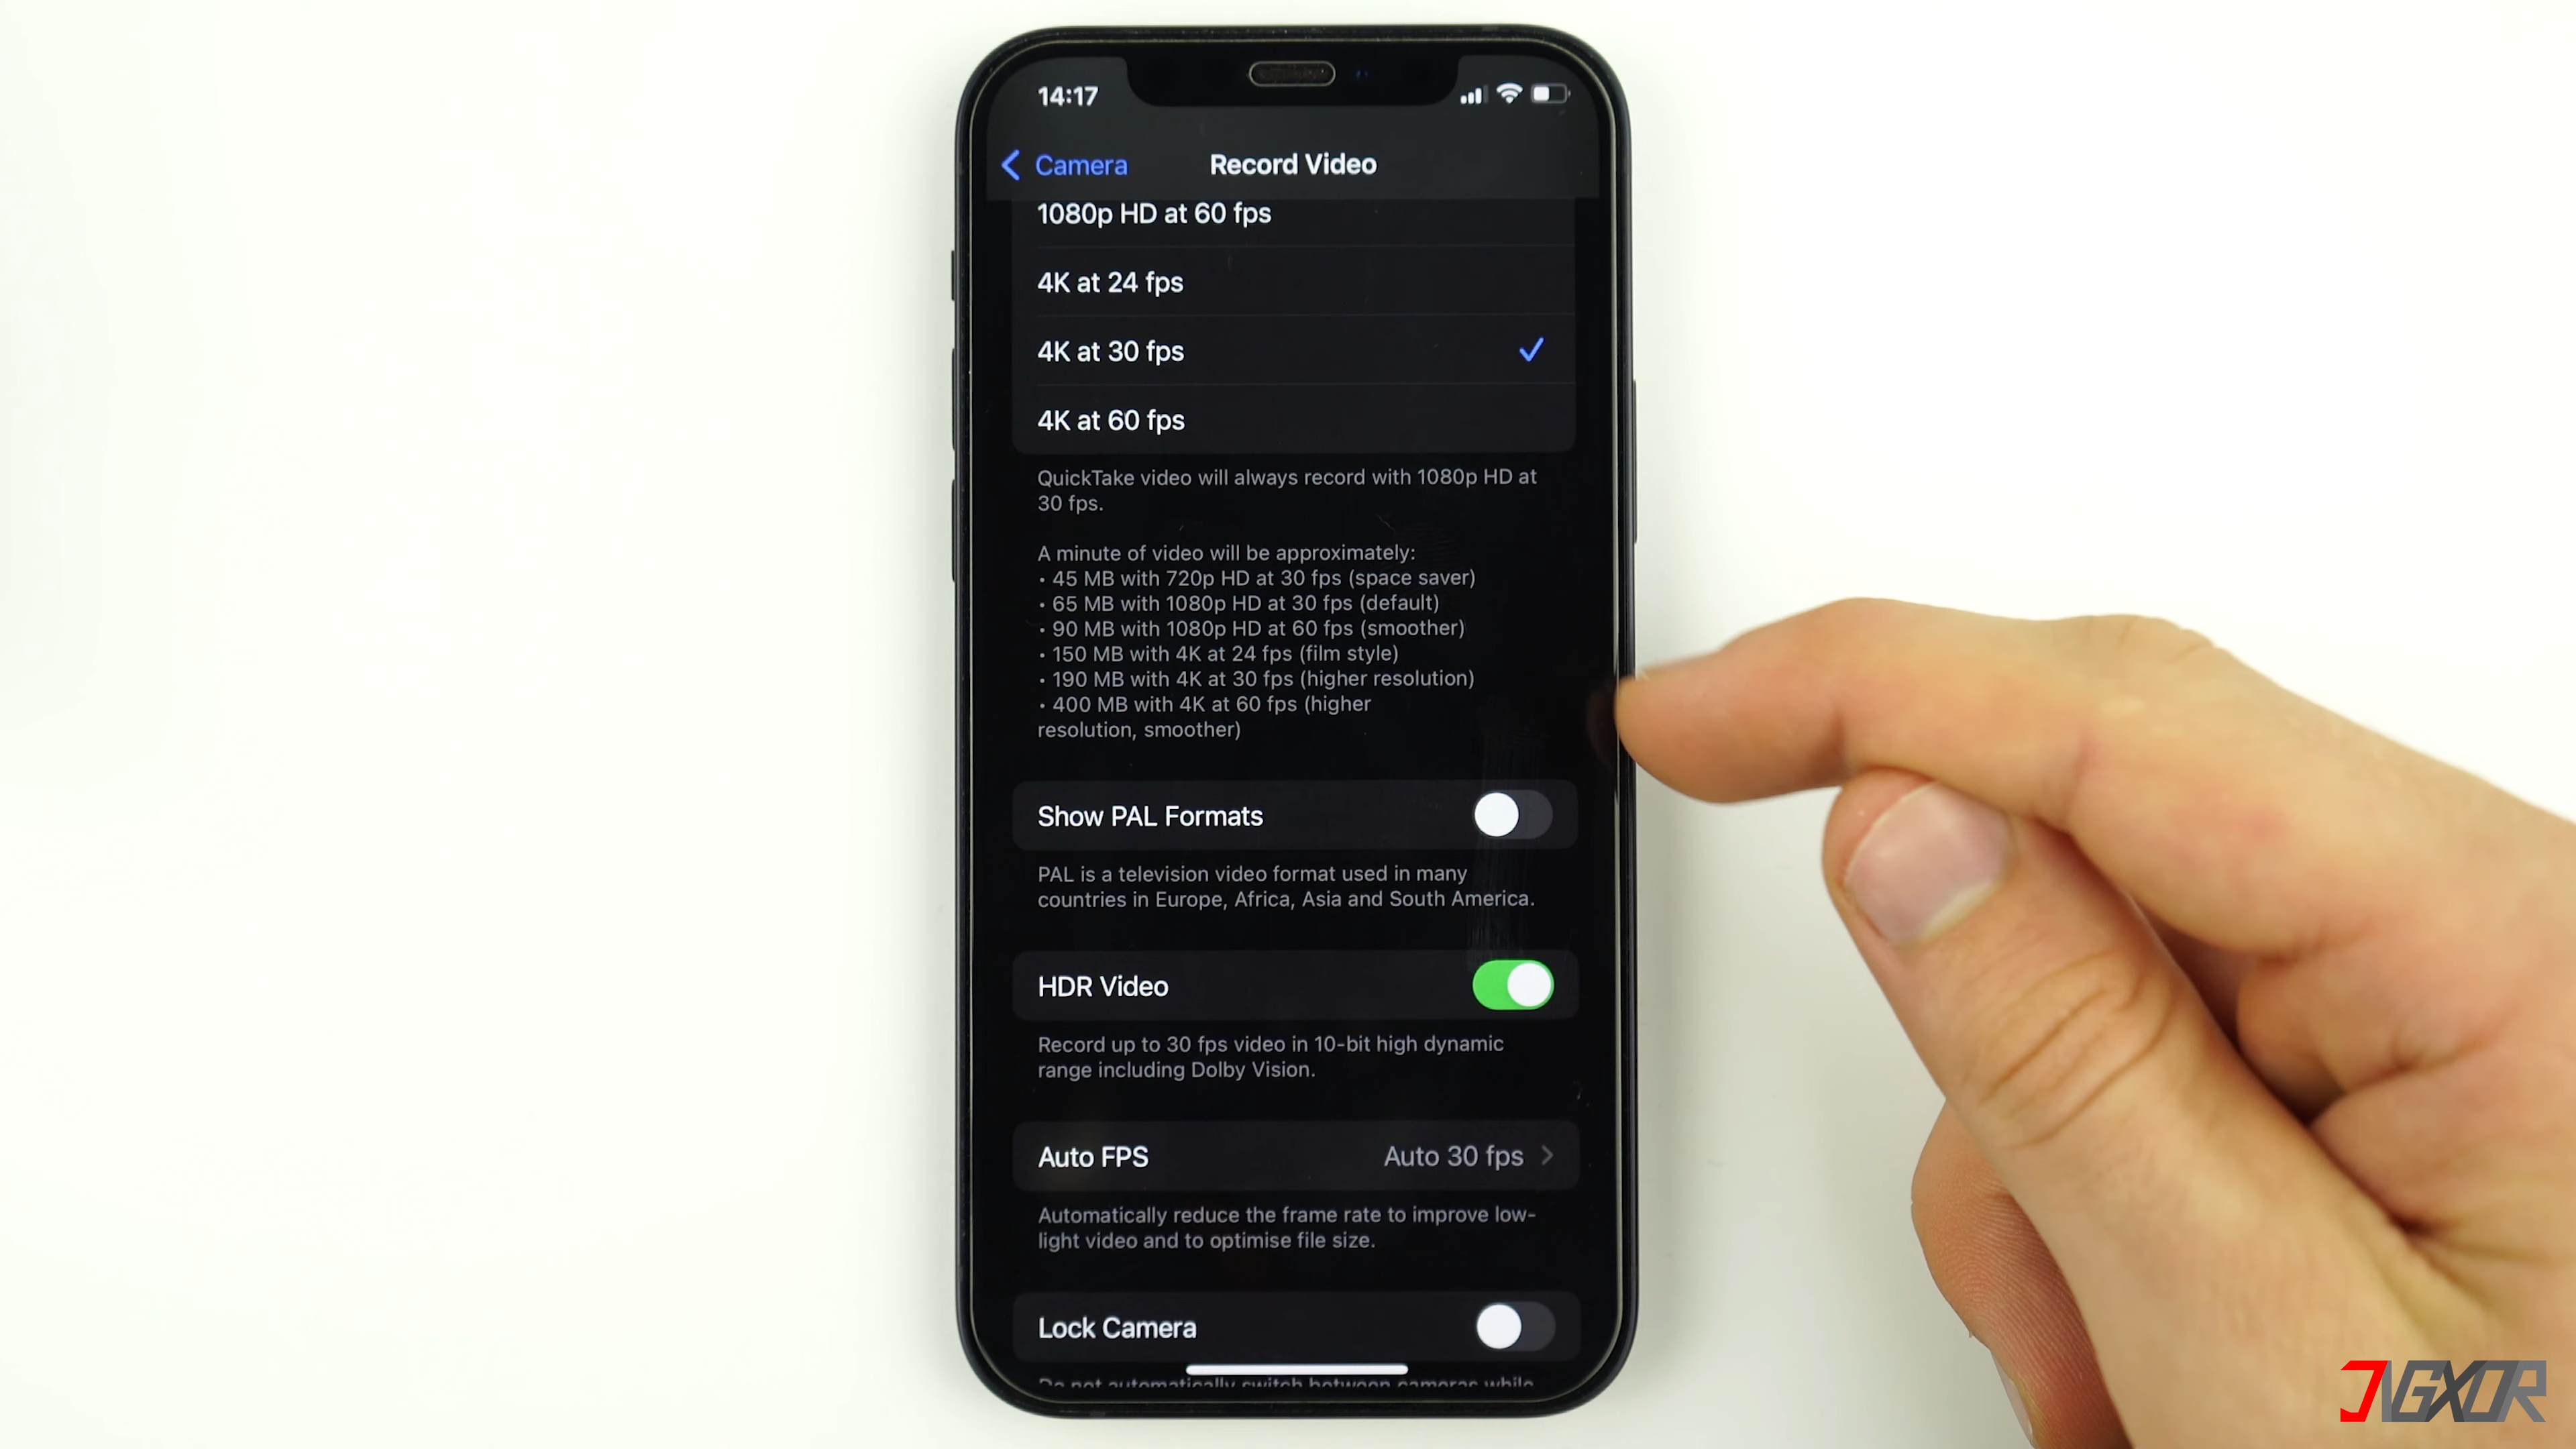 14:17
Camera
Record Video
1080p HD at 60 fps
4K at 24 fps
4K at 30 fps
4K at 60 fps
QuickTake video will always record with 1080p HD at
30 fps.
A minute of video will be approximately:
• 45 MB with 720p HD at 30 fps (space saver)
• 65 MB with 1080p HD at 30 fps (default)
• 90 MB with 1080p HD at 60 fps (smoother)
• 150 MB with 4K at 24 fps (film style)
• 190 MB with 4K at 30 fps (higher resolution)
• 400 MB with 4K at 60 fps (higher
resolution, smoother)
Show PAL Formats
PAL is a television video format used in many
countries in Europe, Africa, Asia and South America.
HDR Video
Record up to 30 fps video in 10-bit high dynamic
range including Dolby Vision.
Auto FPS Auto 30 fps
Automatically reduce the frame rate to improve low-
light video and to optimise file size.
Lock Camera
Do not automatically switch between cameras while
JIGXOR